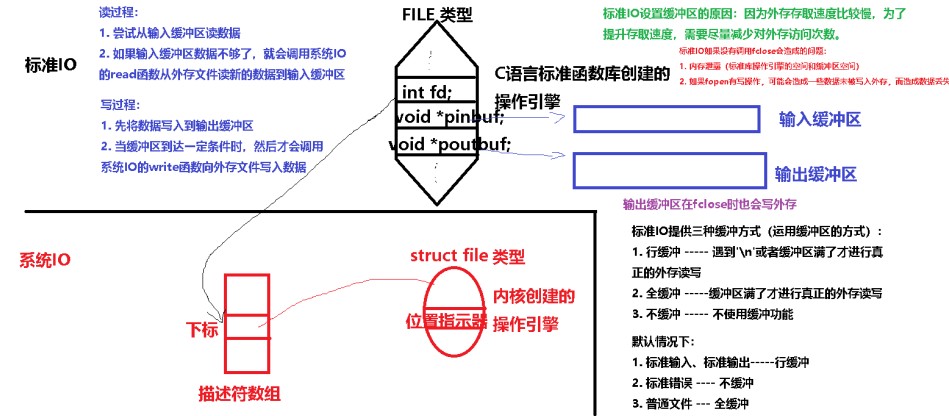 读过程：
1. 尝试从输入缓冲区读数据
2. 如果输入缓冲区数据不够了，就会调用系统IO
的read函数从外存文件读新的数据到输入缓冲区
标准IO
写过程：
1. 先将数据写入到输出缓冲区
2. 当缓冲区到达一定条件时，然后才会调用
系统IO的write函数向外存文件写入数据
FILE 类型
int fd;
void *pinbuf;
void *poutbuf;
C语言标准函数库创建的
操作引擎
标准IO设置缓冲区的原因：因为外存存取速度比较慢，为了
提升存取速度，需要尽量减少对外存访问次数。
标准IO如果没有调用fclose会造成的问题：
1. 内存泄漏（标准库操作引擎的空间和缓冲区空间）
2. 如果fopen有写操作，可能会造成一些数据未被写入外存，而造成数据丢失
输入缓冲区
输出缓冲区
输出缓冲区在fclose时也会写外存
系统IO
下标
描述符数组
struct file 类型
内核创建的
操作引擎
位置指示器
标准IO提供三种缓冲方式（运用缓冲区的方式）：
1. 行缓冲 ----- 遇到'\n'或者缓冲区满了才进行真
正的外存读写
2. 全缓冲 -----缓冲区满了才进行真正的外存读写
3. 不缓冲 ----- 不使用缓冲功能
默认情况下：
1. 标准输入、标准输出-----行缓冲
2. 标准错误 ---- 不缓冲
3. 普通文件 --- 全缓冲